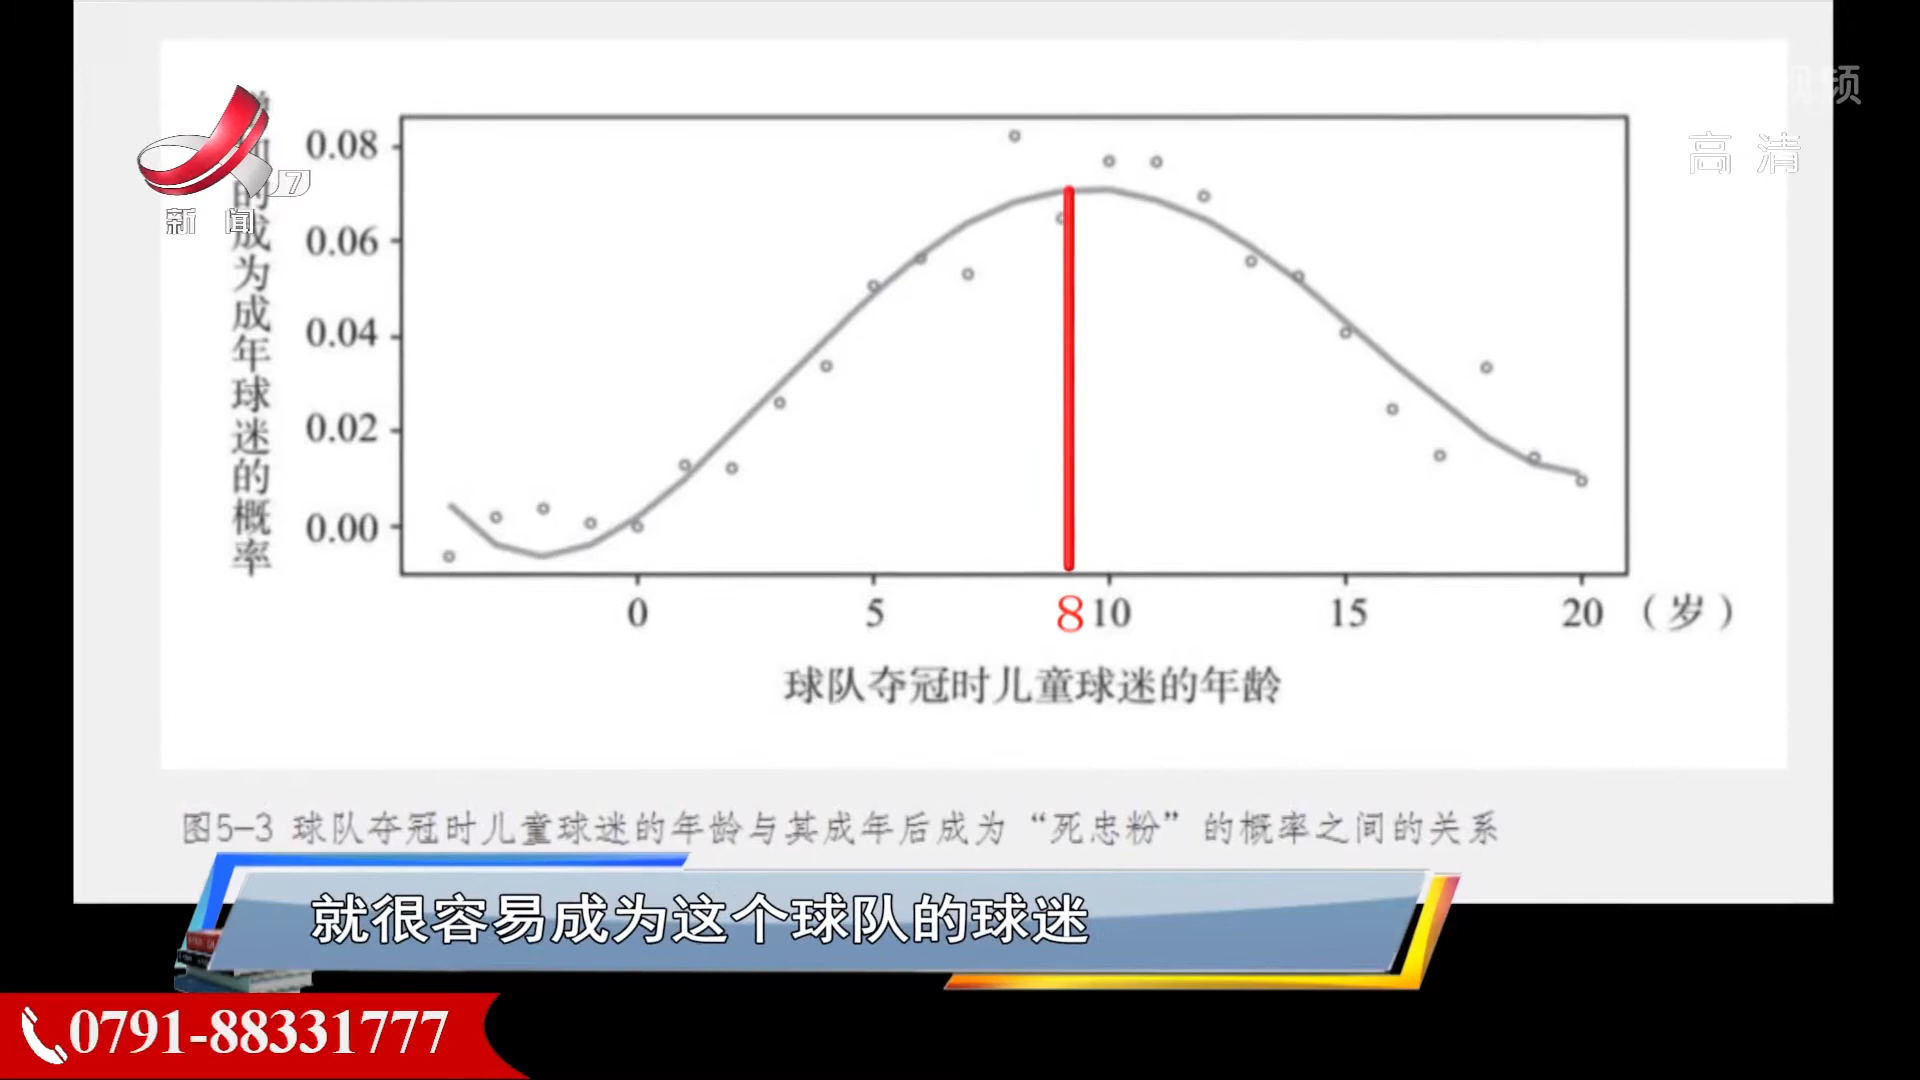 视频
高清
J7
新闻
的成为成年球迷的概率
0.08
0.06
0.04
0.02
0.00
0 5 8 10 15 20 (岁)
球队夺冠时儿童球迷的年龄
图5-3 球队夺冠时儿童球迷的年龄与其成年后成为“死忠粉”的概率之间的关系
就很容易成为这个球队的球迷
0791-88331777